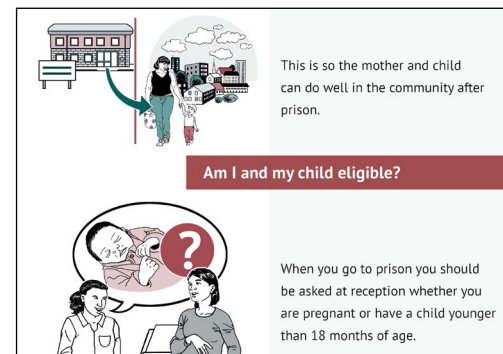 This is so the mother and child
can do well in the community after
prison.
Am I and my child eligible?
?
When you go to prison you should
be asked at reception whether you
are pregnant or have a child younger
than 18 months of age.